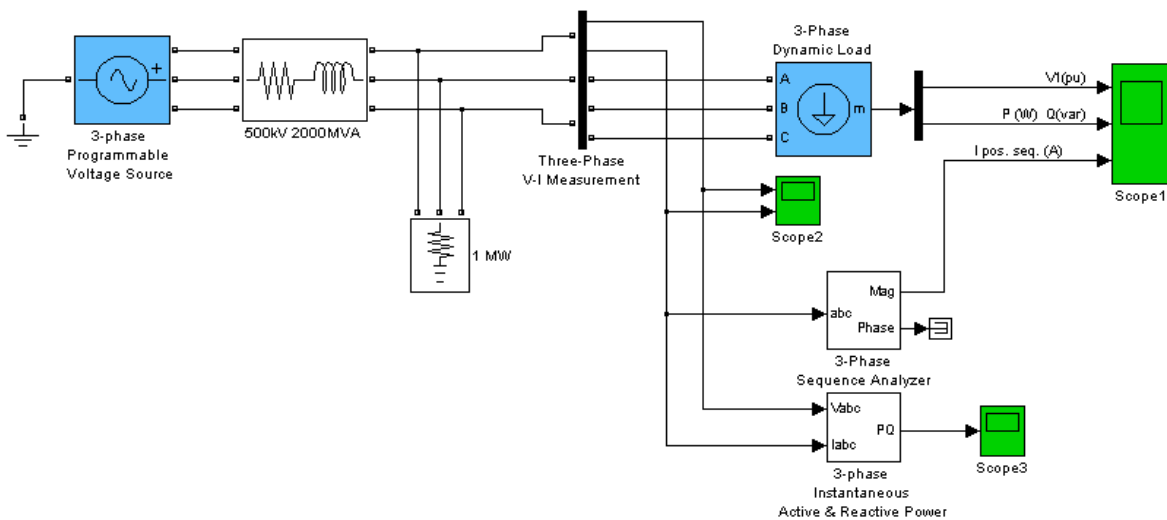 3-phase
Programmable
Voltage Source
+
500kV 2000MVA
1 MW
Three-Phase
V-I Measurement
3-Phase
Dynamic Load
A
B
C
m
V1(pu)
P (W) Q(var)
I pos. seq. (A)
Scope1
Scope2
abc
Mag
Phase
3-Phase
Sequence Analyzer
Vabc
Iabc
PQ
3-phase
Instantaneous
Active & Reactive Power
Scope3